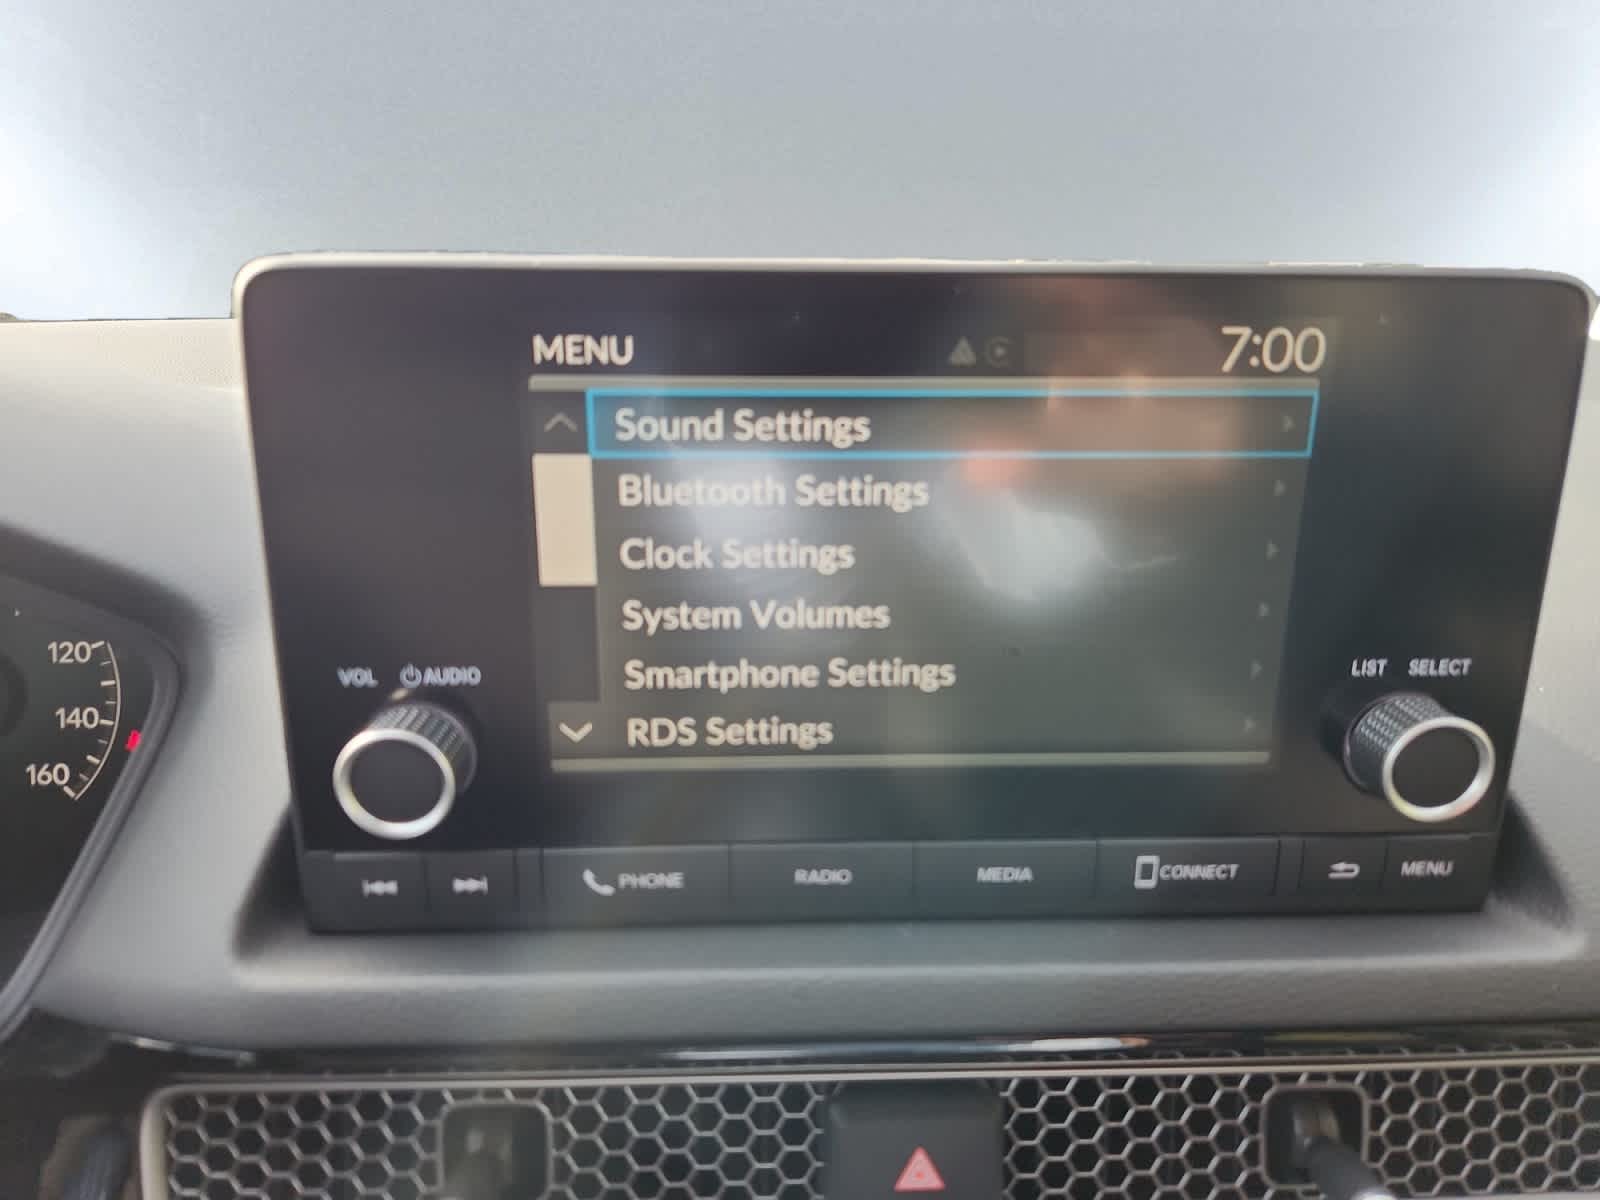 MENU
7:00
Sound Settings
Bluetooth Settings
Clock Settings
System Volumes
Smartphone Settings
RDS Settings
VOL AUDIO
LIST SELECT
120
140
160
PHONE
RADIO
MEDIA
CONNECT
MENU